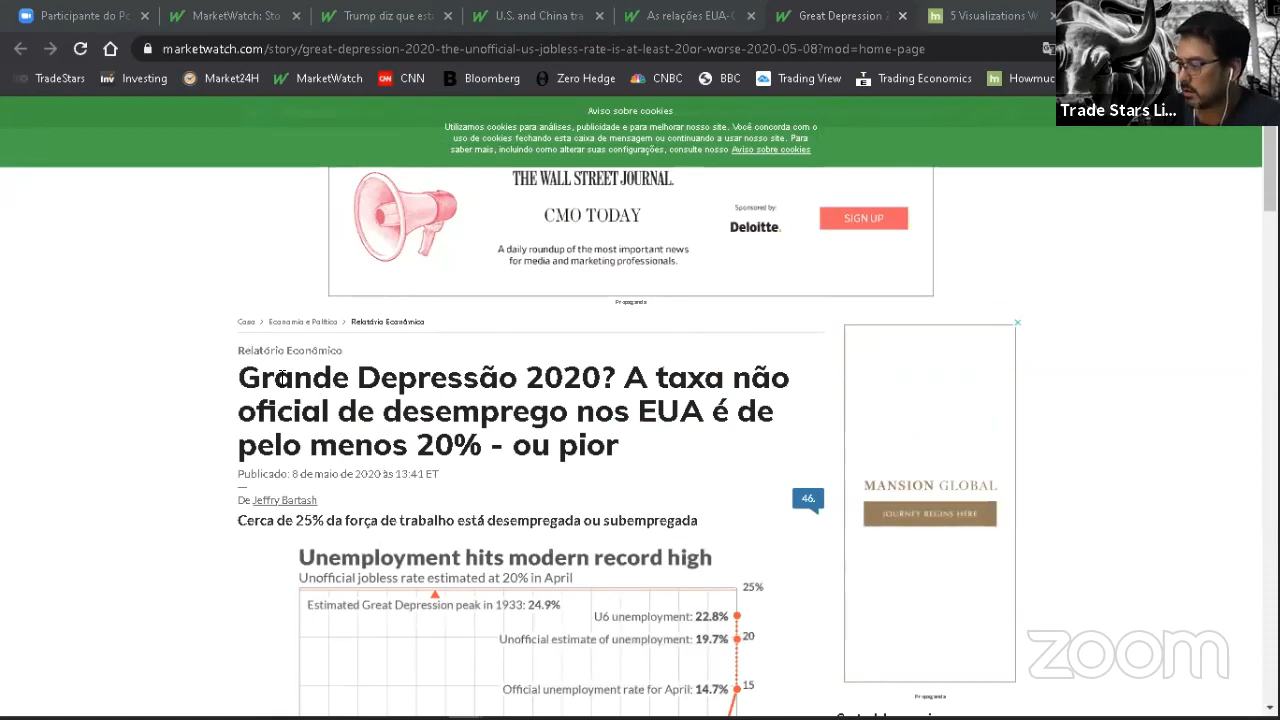 Participante do Po
MarketWatch: Sto
Trump diz que est
U.S. and China tra
As relações EUA-C
Great Depression 2
5 Visualizations W
marketwatch.com/story/great-depression-2020-the-unofficial-us-jobless-rate-is-at-least-20or-worse-2020-05-08?mod=home-page
TradeStars
Investing
Market24H
MarketWatch
CNN
Bloomberg
Zero Hedge
CNBC
BBC
Trading View
Trading Economics
Howmuc
Trade Stars Li...
Aviso sobre cookies
Utilizamos cookies para análises, publicidade e para melhorar nosso site. Você concorda com o
uso de cookies fechando esta caixa de mensagem ou continuando a usar nosso site. Para
saber mais, incluindo como alterar suas configurações, consulte nosso Aviso sobre cookies
THE WALL STREET JOURNAL.
CMO TODAY
A daily roundup of the most important news
for media and marketing professionals.
Sponsored by:
Deloitte.
SIGN UP
Propaganda
Casa > Economia e Política > Relatório Econômico
Relatório Econômico
Grande Depressão 2020? A taxa não
oficial de desemprego nos EUA é de
pelo menos 20% - ou pior
Publicado: 8 de maio de 2020 às 13:41 ET
De Jeffry Bartash
46.
Cerca de 25% da força de trabalho está desempregada ou subempregada
Unemployment hits modern record high
Unofficial jobless rate estimated at 20% in April
25%
Estimated Great Depression peak in 1933: 24.9%
U6 unemployment: 22.8%
20
Unofficial estimate of unemployment: 19.7%
15
Official unemployment rate for April: 14.7%
MANSION GLOBAL
JOURNEY BEGINS HERE
Propaganda
zoom